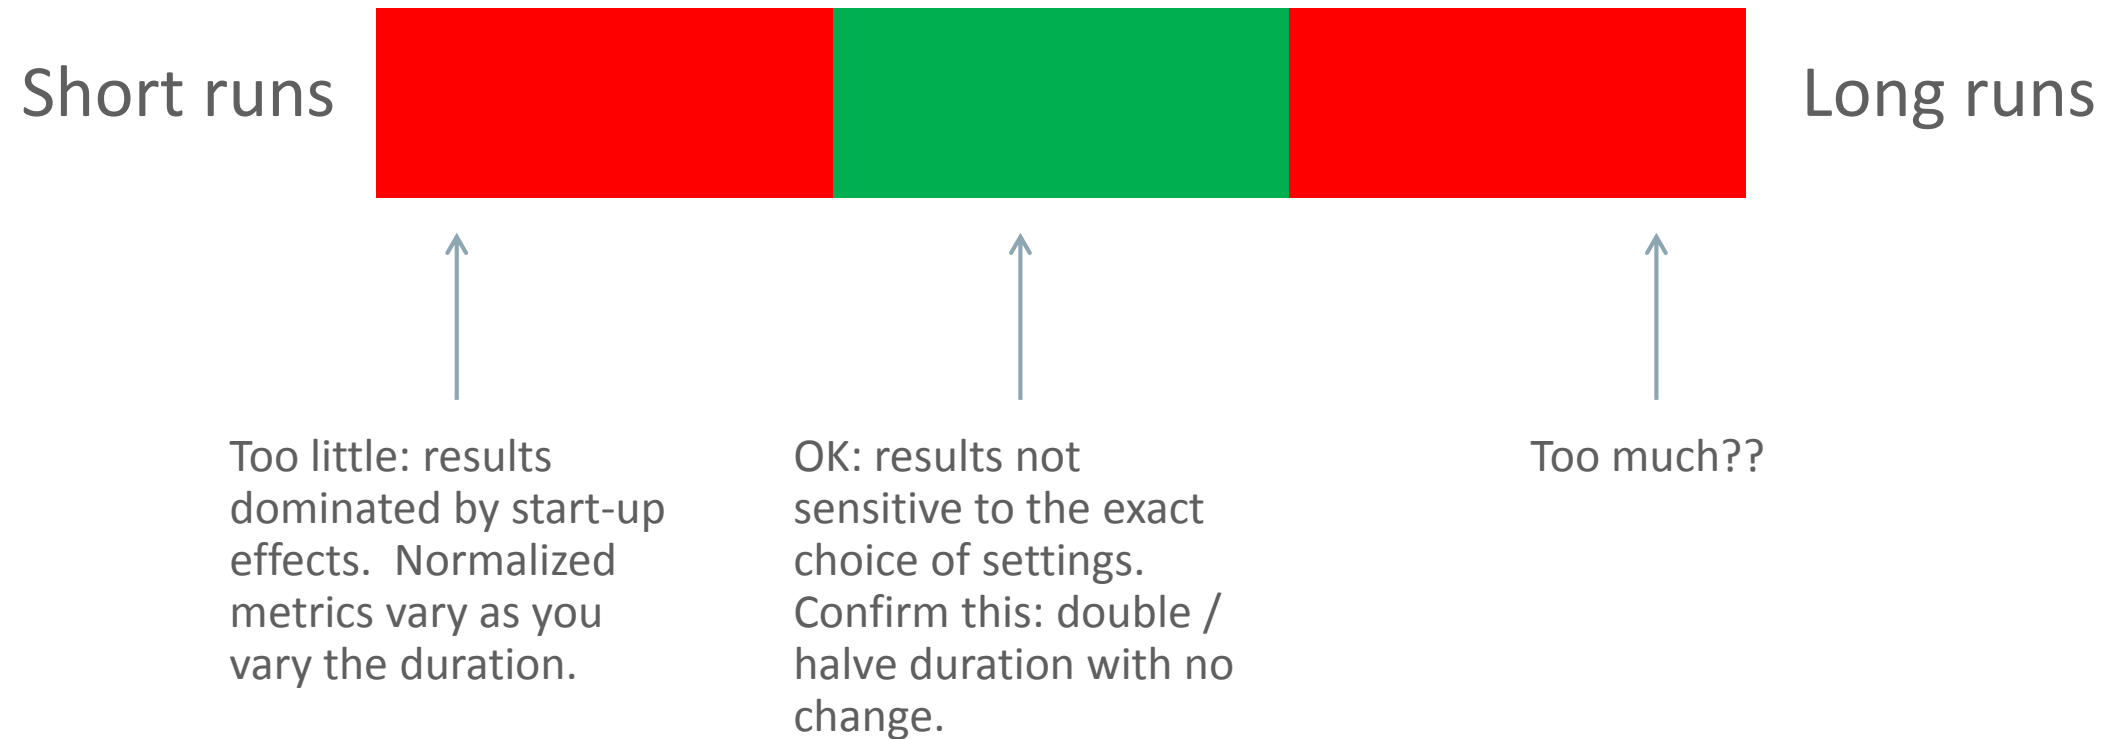 Short runs
Long runs
Too little: results
dominated by start-up
effects.  Normalized
metrics vary as you
vary the duration.
OK: results not
sensitive to the exact
choice of settings.
Confirm this: double /
halve duration with no
change.
Too much??